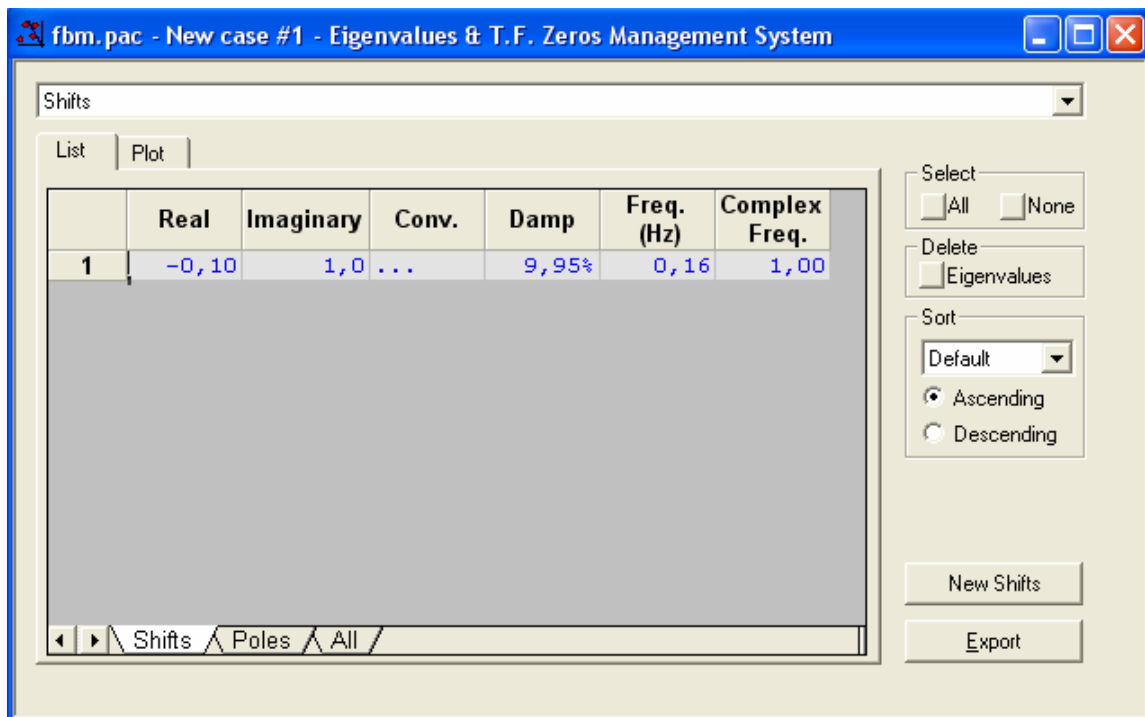 fbm.pac - New case #1 - Eigenvalues & T.F. Zeros Management System
Shifts
List Plot
Real Imaginary Conv. Damp Freq. (Hz) Complex Freq.
1 -0,10 1,0 ... 9,95% 0,16 1,00
Shifts Poles All
Select
All None
Delete
Eigenvalues
Sort
Default
Ascending
Descending
New Shifts
Export